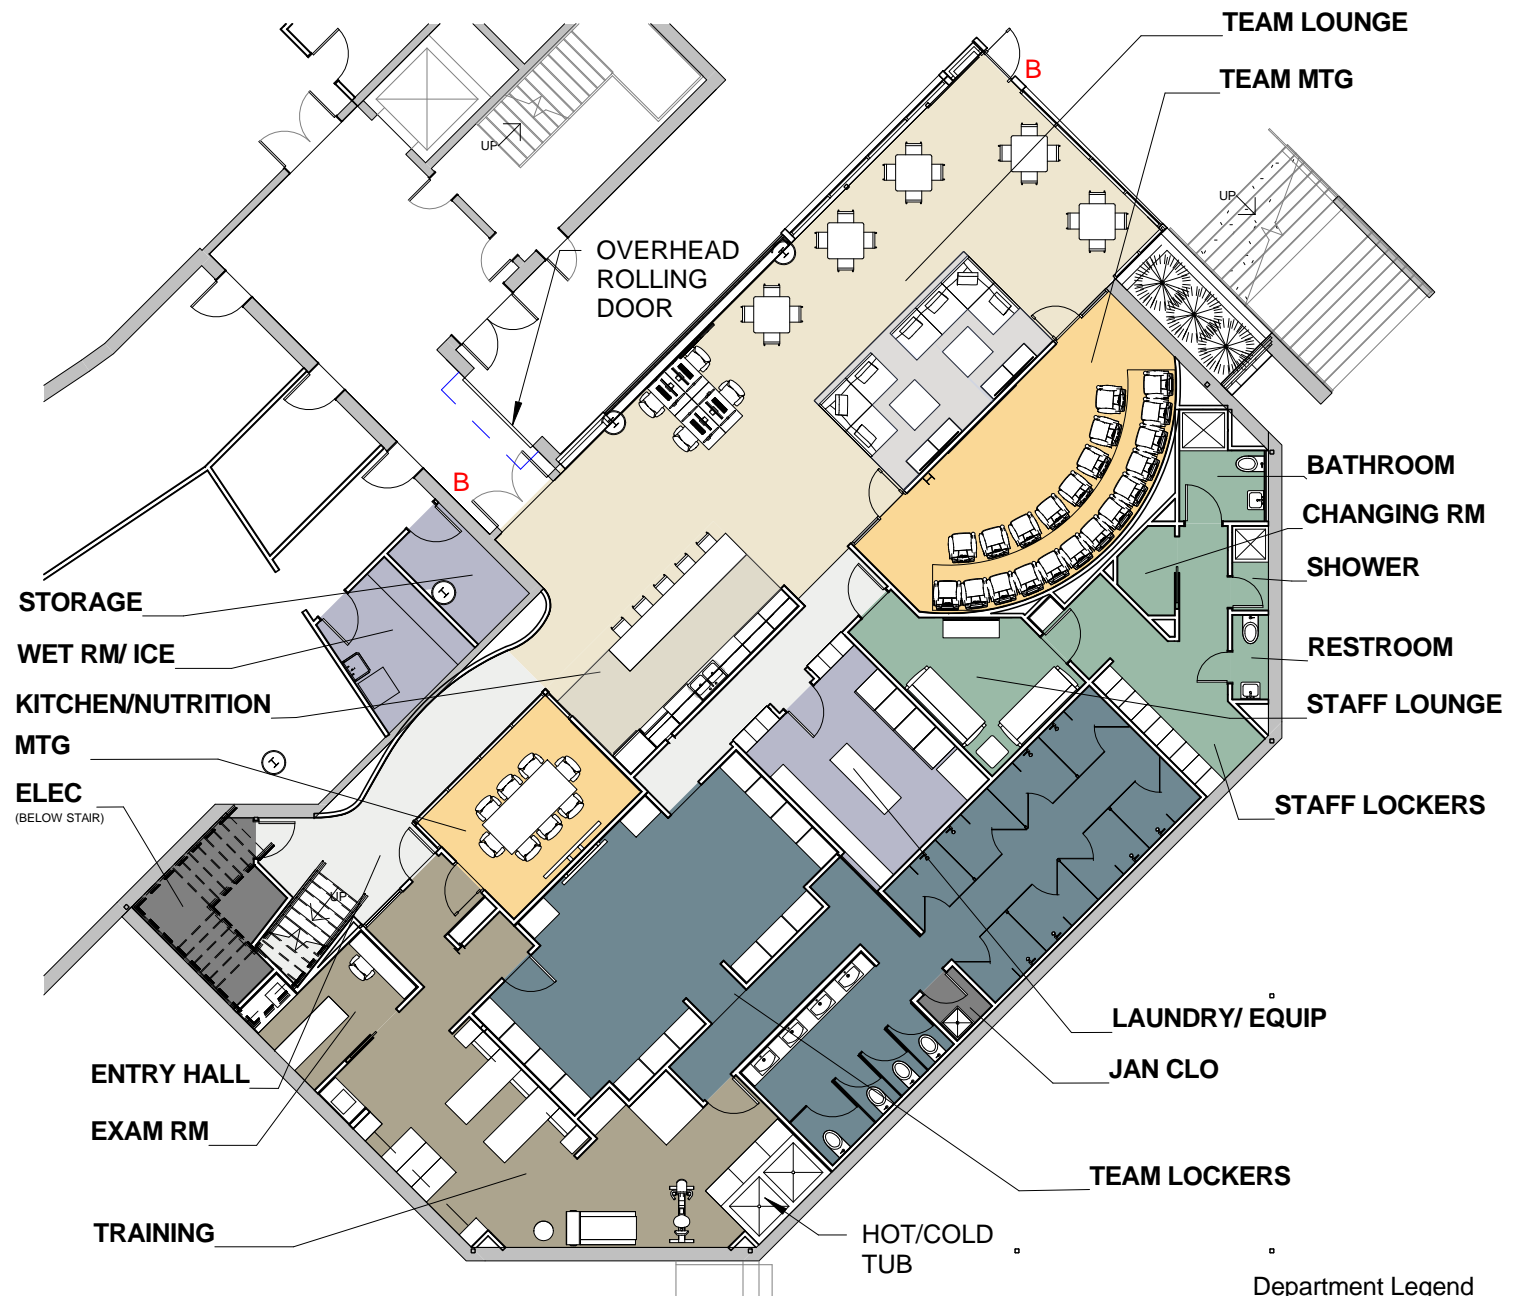 TEAM LOUNGE
B
TEAM MTG
UP
UP
OVERHEAD
ROLLING
DOOR
H
H
B
H
BATHROOM
CHANGING RM
SHOWER
STORAGE
H
WET RM/ ICE
RESTROOM
KITCHEN/NUTRITION
STAFF LOUNGE
MTG
H
ELEC
(BELOW STAIR)
STAFF LOCKERS
UP
LAUNDRY/ EQUIP
ENTRY HALL
JAN CLO
EXAM RM
TEAM LOCKERS
TRAINING
HOT/COLD
TUB
Department Legend